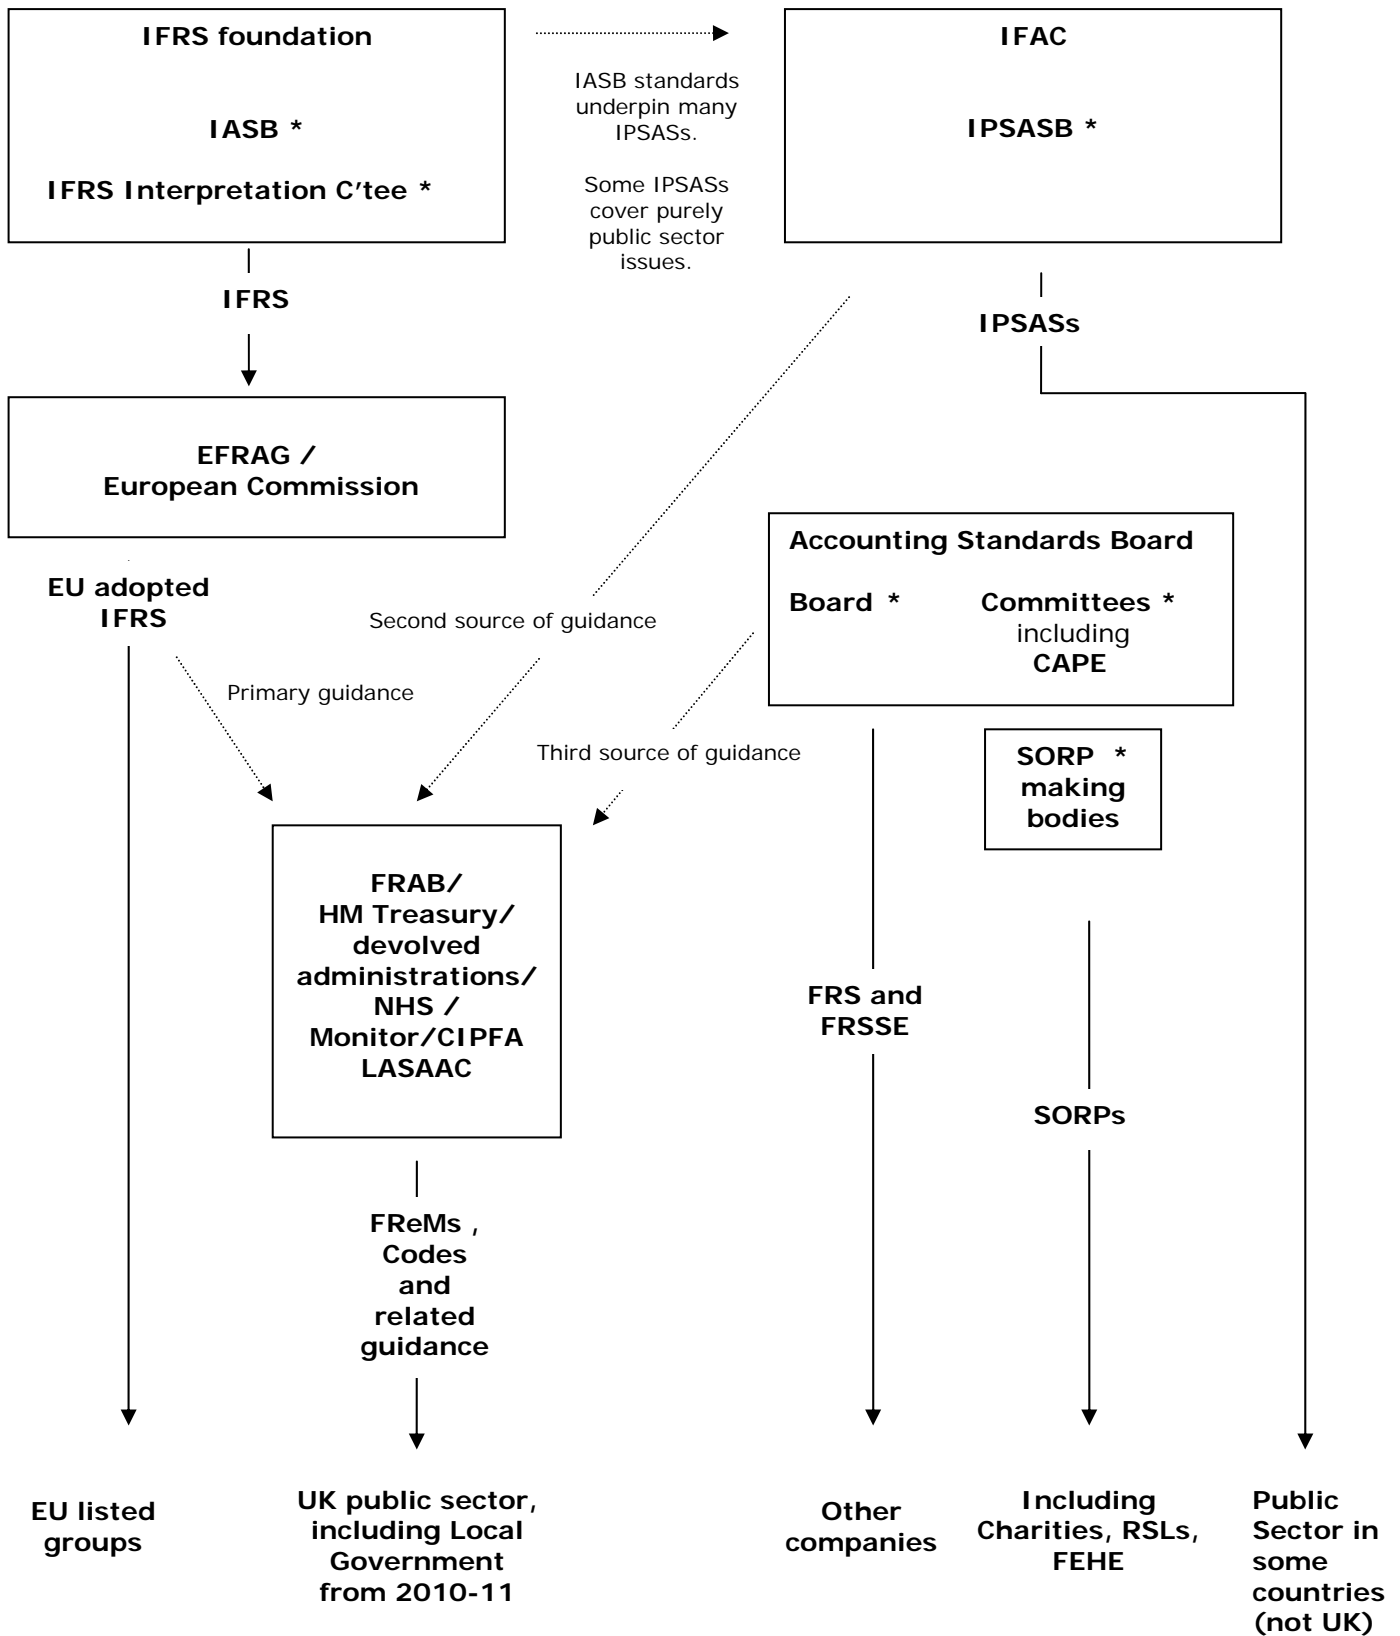 IFRS foundation
IASB *
IFRS Interpretation C'tee *
IASB standards
underpin many
IPSASs.
Some IPSASs
cover purely
public sector
issues.
IFAC
IPSASB *
IFRS
IPSASs
EFRAG /
European Commission
Accounting Standards Board
Board *
Committees *
including
CAPE
EU adopted
IFRS
Second source of guidance
Primary guidance
Third source of guidance
SORP *
making
bodies
FRAB/
HM Treasury/
devolved
administrations/
NHS /
Monitor/CIPFA
LASAAC
FRS and
FRSSE
SORPs
FReMs ,
Codes
and
related
guidance
EU listed
groups
UK public sector,
including Local
Government
from 2010-11
Other
companies
Including
Charities, RSLs,
FEHE
Public
Sector in
some
countries
(not UK)